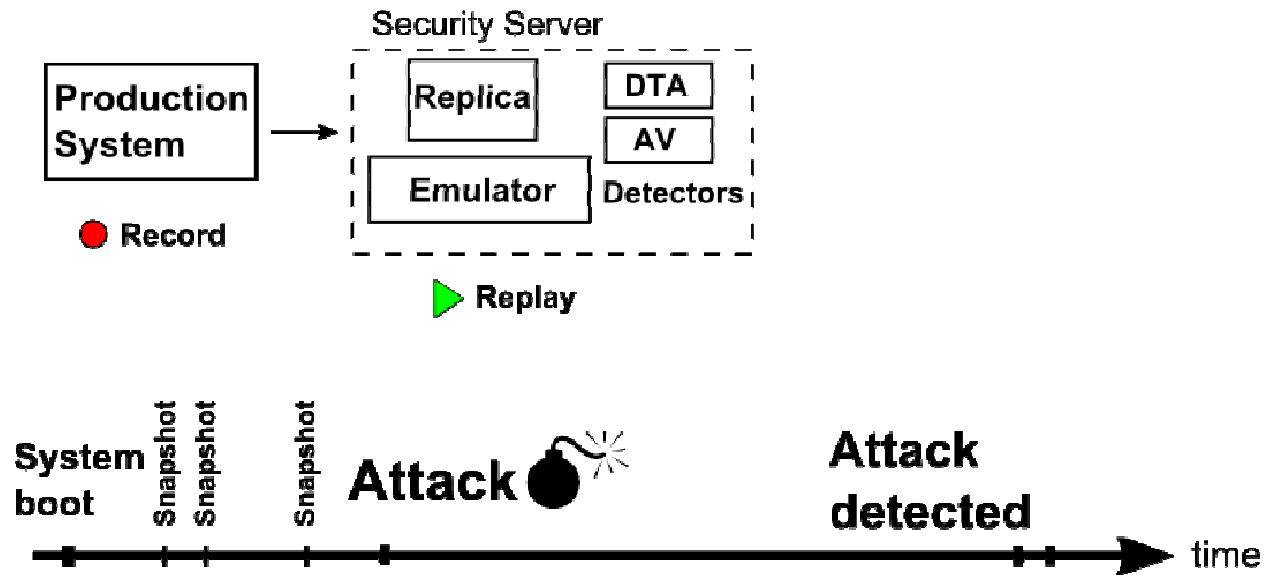 Security Server
Production
System
Replica
DTA
AV
Emulator
Detectors
Record
Replay
System
boot
Snapshot
Snapshot
Snapshot
Attack
Attack
detected
time